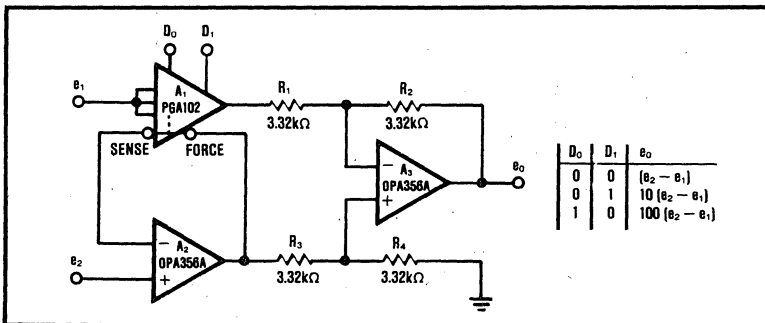 D₀ D₁
e₁
A₁
PGA102
R₁
3.32kΩ
R₂
3.32kΩ
SENSE FORCE
A₃
OPA356A
e₀
e₂
A₂
OPA356A
R₃
3.32kΩ
R₄
3.32kΩ
D₀ D₁ e₀
0 0 (e₂ − e₁)
0 1 10 (e₂ − e₁)
1 0 100 (e₂ − e₁)